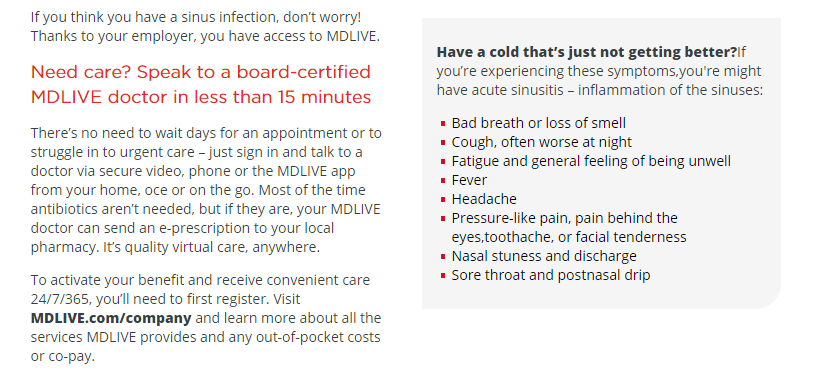 If you think you have a sinus infection, don’t worry!
Thanks to your employer, you have access to MDLIVE.
Need care? Speak to a board-certified
MDLIVE doctor in less than 15 minutes
There’s no need to wait days for an appointment or to
struggle in to urgent care – just sign in and talk to a
doctor via secure video, phone or the MDLIVE app
from your home, oce or on the go. Most of the time
antibiotics aren’t needed, but if they are, your MDLIVE
doctor can send an e-prescription to your local
pharmacy. It’s quality virtual care, anywhere.
To activate your benefit and receive convenient care
24/7/365, you’ll need to first register. Visit
MDLIVE.com/company and learn more about all the
services MDLIVE provides and any out-of-pocket costs
or co-pay.
Have a cold that’s just not getting better?If
you’re experiencing these symptoms,you're might
have acute sinusitis – inflammation of the sinuses:
Bad breath or loss of smell
Cough, often worse at night
Fatigue and general feeling of being unwell
Fever
Headache
Pressure-like pain, pain behind the
eyes,toothache, or facial tenderness
Nasal stuness and discharge
Sore throat and postnasal drip